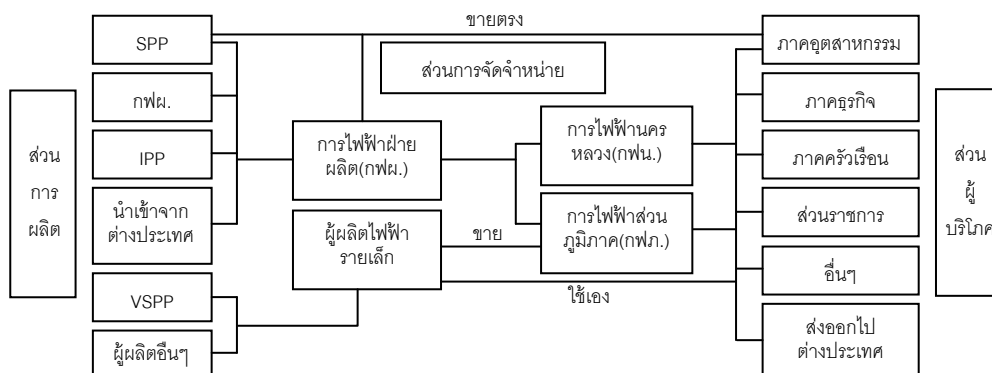 ขายตรง
SPP
ส่วนการจัดจำหน่าย
ภาคอุตสาหกรรม
กฟผ.
ภาคธุรกิจ
ส่วน
การ
ผลิต
IPP
การไฟฟ้าฝ่าย
ผลิต(กฟผ.)
การไฟฟ้านคร
หลวง(กฟน.)
ภาคครัวเรือน
ส่วน
ผู้
บริโภค
นำเข้าจาก
ต่างประเทศ
ผู้ผลิตไฟฟ้า
รายเล็ก
ขาย
การไฟฟ้าส่วน
ภูมิภาค(กฟภ.)
ส่วนราชการ
อื่นๆ
ใช้เอง
VSPP
ผู้ผลิตอื่นๆ
ส่งออกไป
ต่างประเทศ